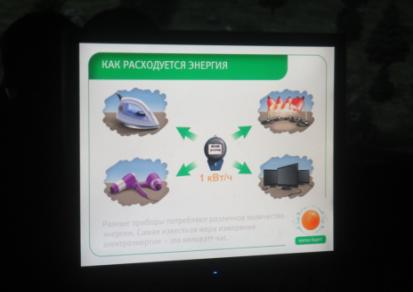 КАК РАСХОДУЕТСЯ ЭНЕРГИЯ
1 кВт/ч
Разные приборы потребляют различное количество
энергии. Самая известная мера измерения
электроэнергии – это киловатт-час.